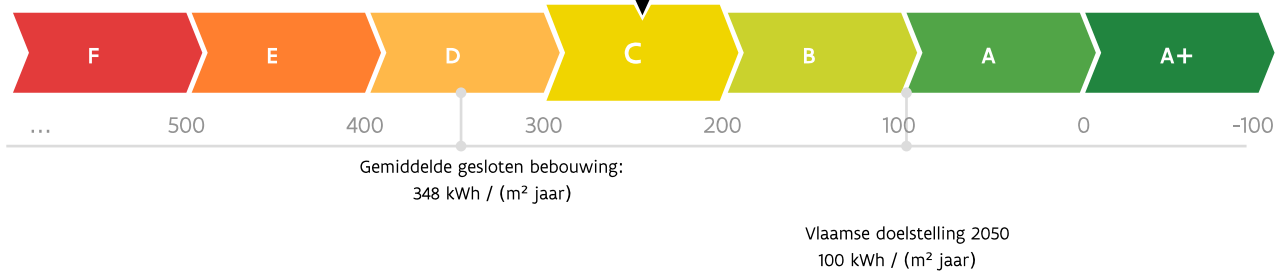 F E D C B A A+
... 500 400 300 200 100 0 -100
Gemiddelde gesloten bebouwing:
348 kWh / (m² jaar)
Vlaamse doelstelling 2050
100 kWh / (m² jaar)